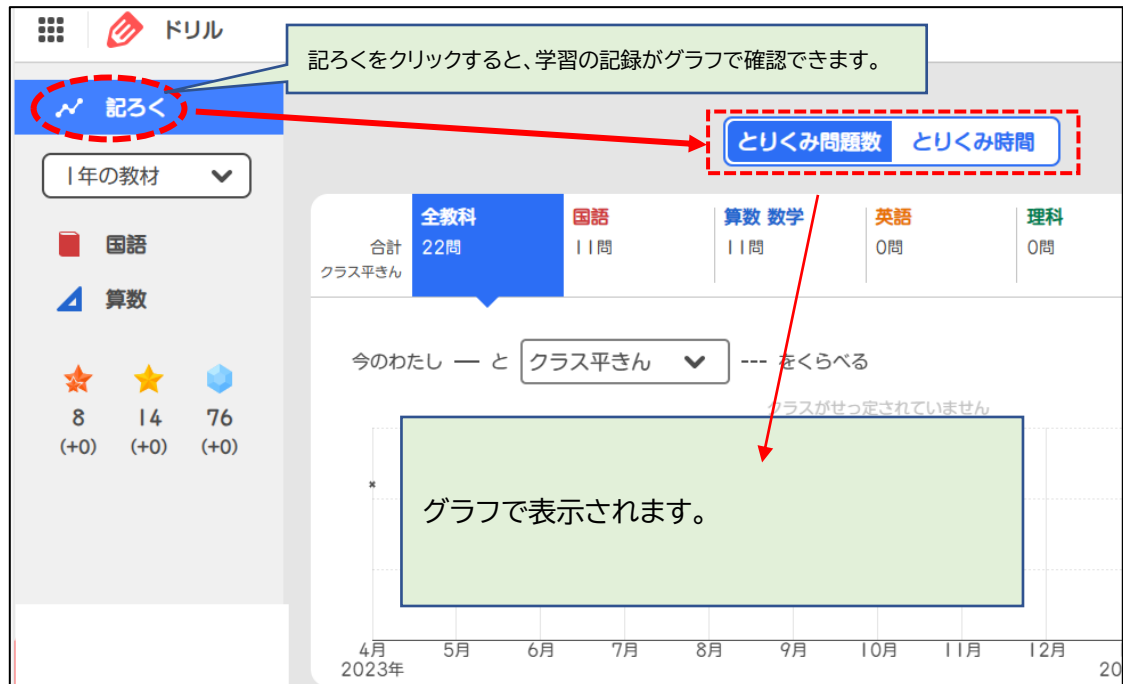 ドリル
記ろくをクリックすると、学習の記録がグラフで確認できます。
記ろく
とりくみ問題数 とりくみ時間
1年の教材
国語
算数
全教科 国語 算数 数学 英語 理科
合計 22問 11問 11問 0問 0問
クラス平きん
8 14 76
(+0) (+0) (+0)
今のわたし — と クラス平きん --- をくらべる
クラスがせっ定されていません
グラフで表示されます。
4月 5月 6月 7月 8月 9月 10月 11月 12月
2023年 20